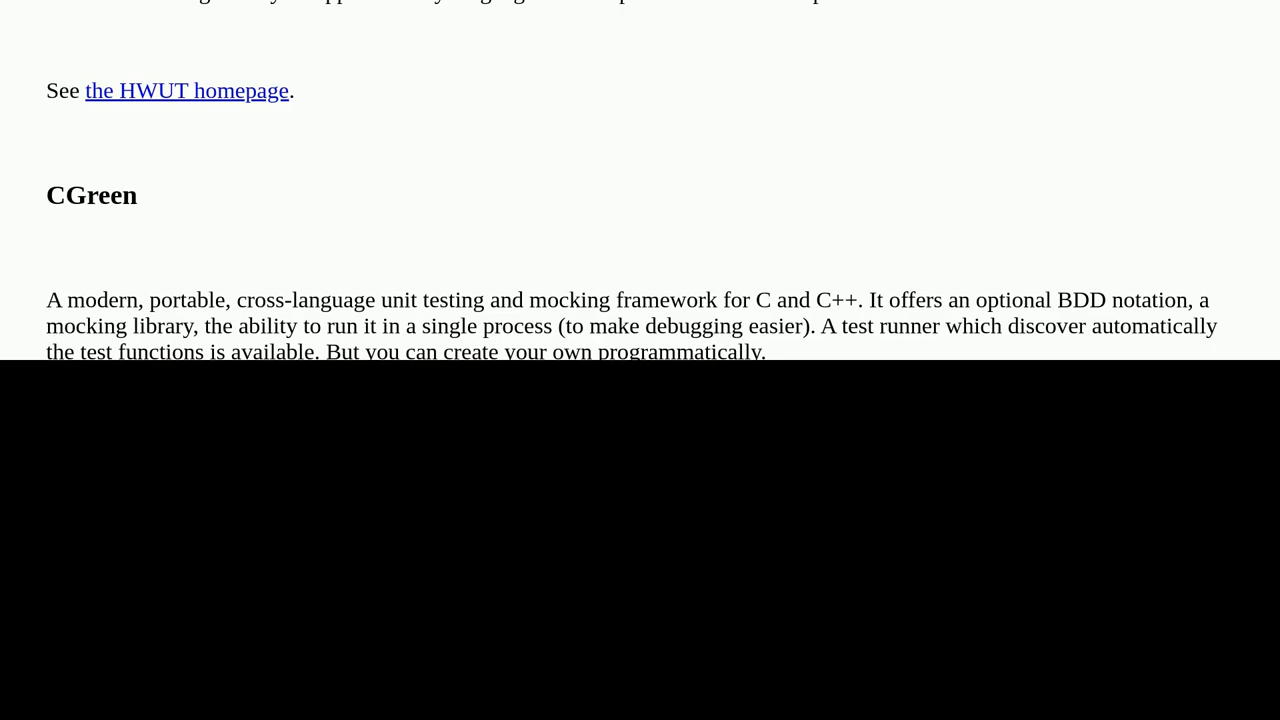 See the HWUT homepage.
CGreen
A modern, portable, cross-language unit testing and mocking framework for C and C++. It offers an optional BDD notation, a
mocking library, the ability to run it in a single process (to make debugging easier). A test runner which discover automatically
the test functions is available. But you can create your own programmatically.